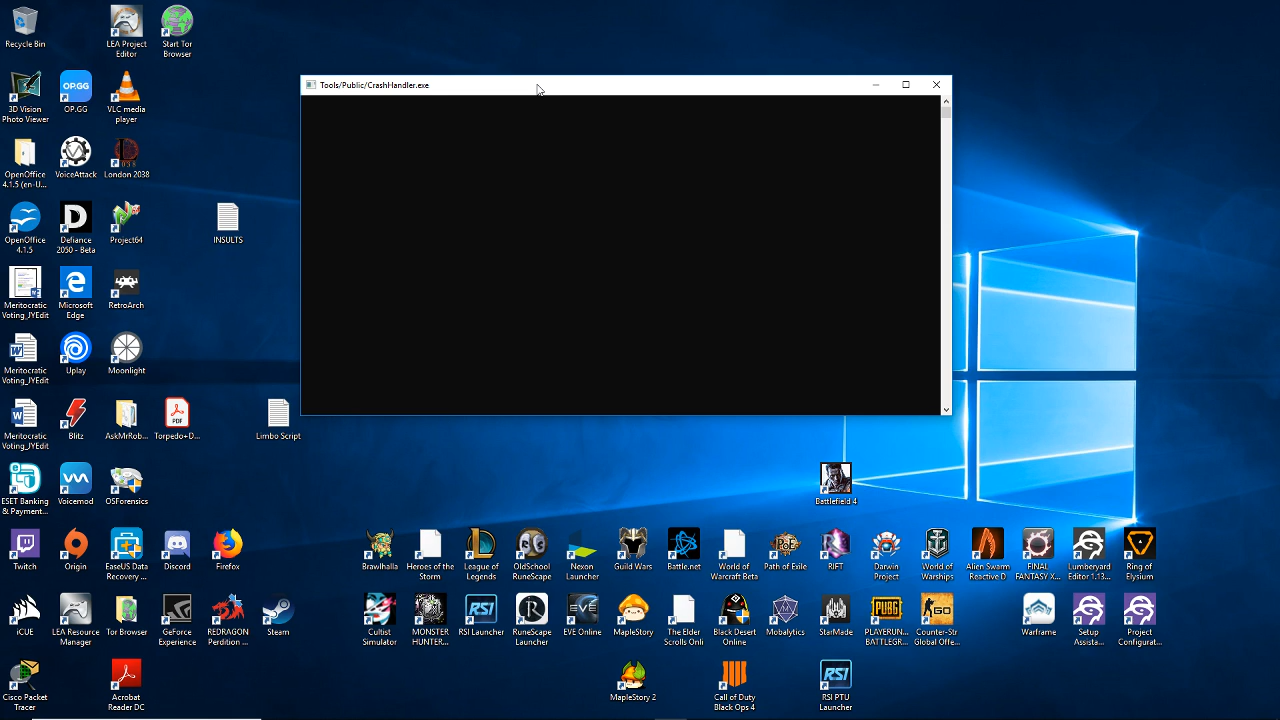 Recycle Bin
LEA Project
Editor
Start Tor
Browser
Tools/Public/CrashHandler.exe
3D Vision
Photo Viewer
OP.GG
OP.GG
VLC media
player
OpenOffice
4.1.5 (en-U...
VoiceAttack
London 2038
OpenOffice
4.1.5
Defiance
2050 - Beta
Project64
INSULTS
Meritocratic
Voting_JYEdit
Microsoft
Edge
RetroArch
Meritocratic
Voting_JYEdit
Uplay
Moonlight
Meritocratic
Voting_JYEdit
Blitz
AskMrRob...
Torpedo+D...
Limbo Script
ESET Banking
& Payment...
Voicemod
OSForensics
Battlefield 4
Twitch
Origin
EaseUS Data
Recovery ...
Discord
Firefox
Brawlhalla
Heroes of the
Storm
League of
Legends
OldSchool
RuneScape
Nexon
Launcher
Guild Wars
Battle.net
World of
Warcraft Beta
Path of Exile
RIFT
Darwin
Project
World of
Warships
Alien Swarm
Reactive D
FINAL
FANTASY X...
Lumberyard
Editor 1.13...
Ring of
Elysium
iCUE
LEA Resource
Manager
Tor Browser
GeForce
Experience
REDRAGON
Perdition ...
Steam
Cultist
Simulator
MONSTER
HUNTER...
RSI
RSI Launcher
RuneScape
Launcher
EVE
EVE Online
MapleStory
The Elder
Scrolls Onli
Black Desert
Online
Mobalytics
StarMade
PUBG
PLAYERUN...
BATTLEGR...
GO
Counter-Str
Global Offe...
Warframe
Setup
Assista...
Project
Configurat...
Cisco Packet
Tracer
Acrobat
Reader DC
MapleStory 2
Call of Duty
Black Ops 4
RSI
RSI PTU
Launcher